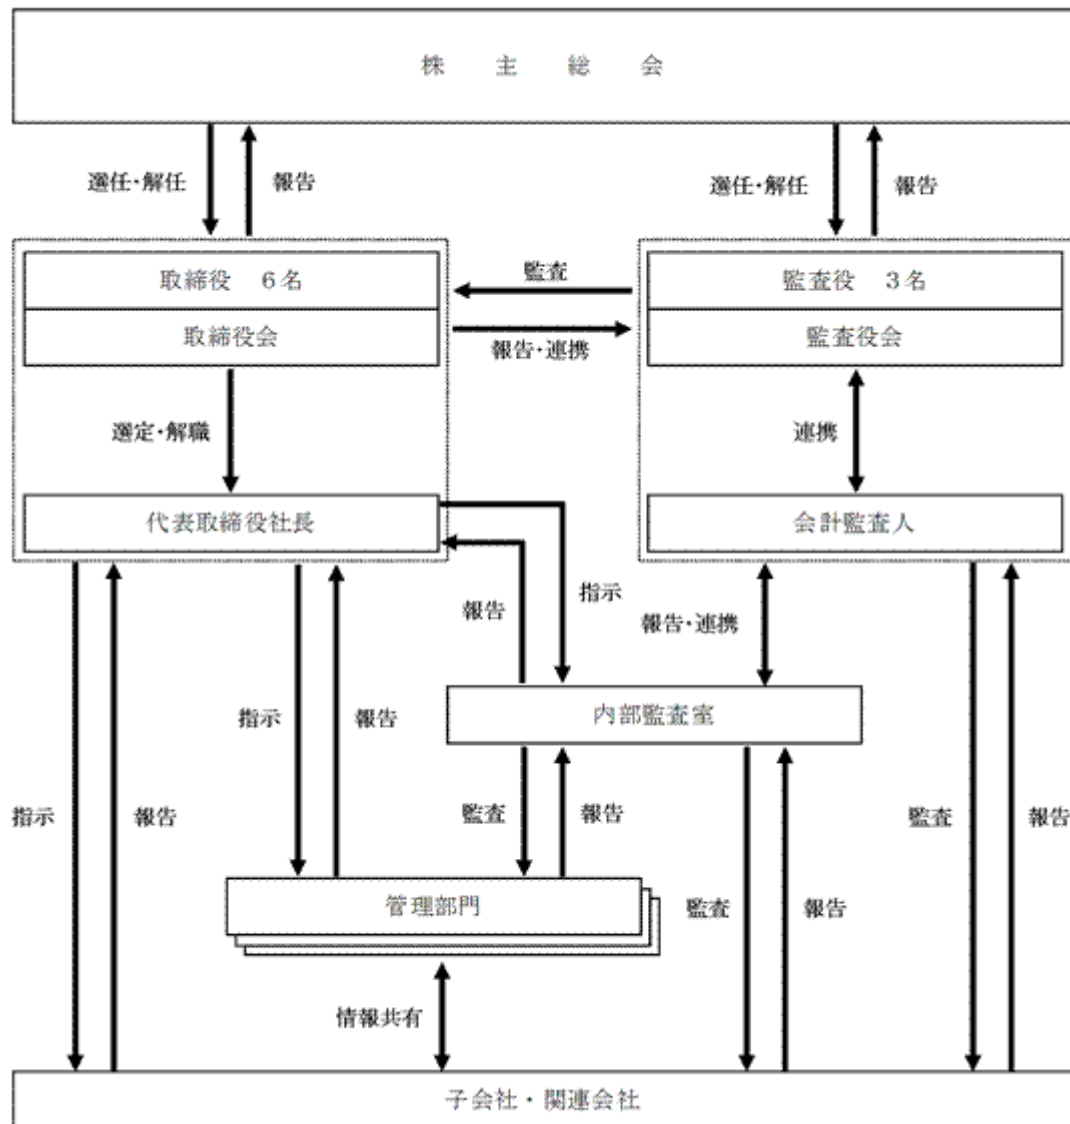 株　主　総　会
選任・解任
報告
選任・解任
報告
取締役　６名
取締役会
監査
報告・連携
監査役　３名
監査役会
選定・解職
連携
代表取締役社長
会計監査人
報告
指示
報告・連携
内部監査室
指示
報告
指示
報告
監査
報告
監査
報告
監査
報告
管理部門
情報共有
子会社・関連会社